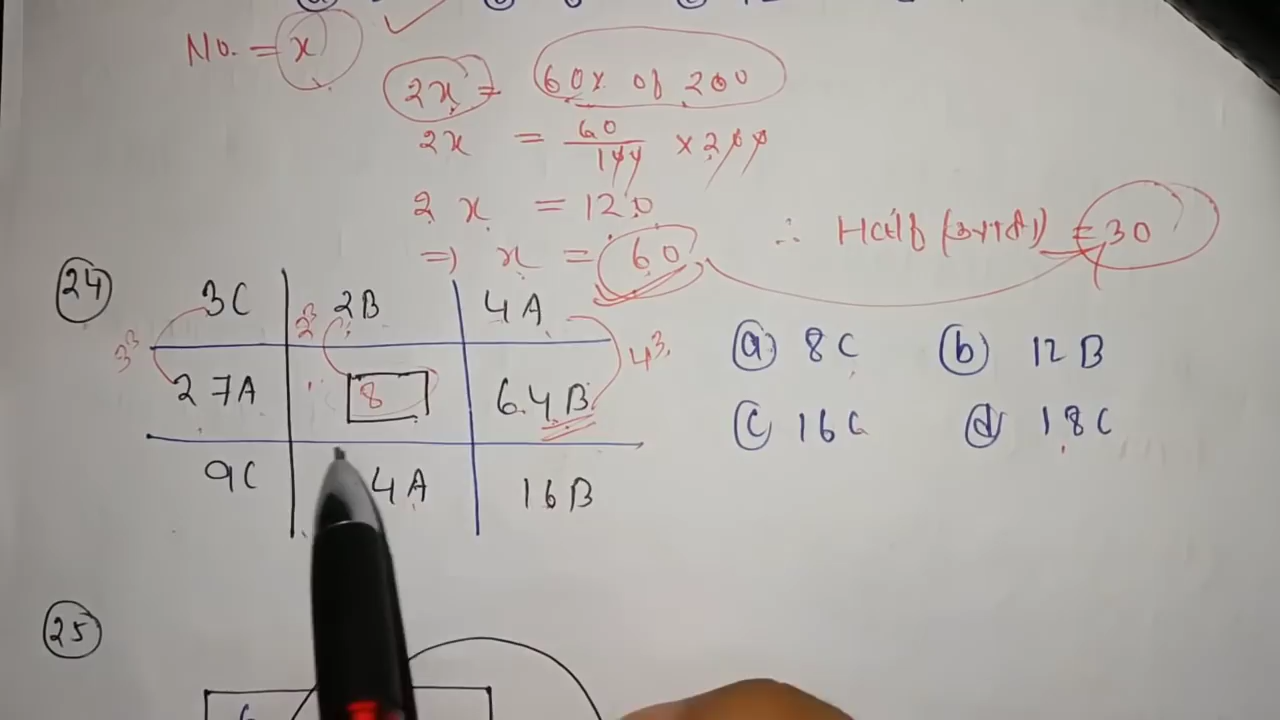 No. = x
2x = 60% of 200
2x = 60/100 × 200
2x = 120
⇒ x = 60
∴ Half (आधा) = 30
24
3C 2B 4A
3³ 2³ 4³
27A 8 64B
9C 4A 16B
(a) 8C (b) 12B
(c) 16C (d) 18C
25
6